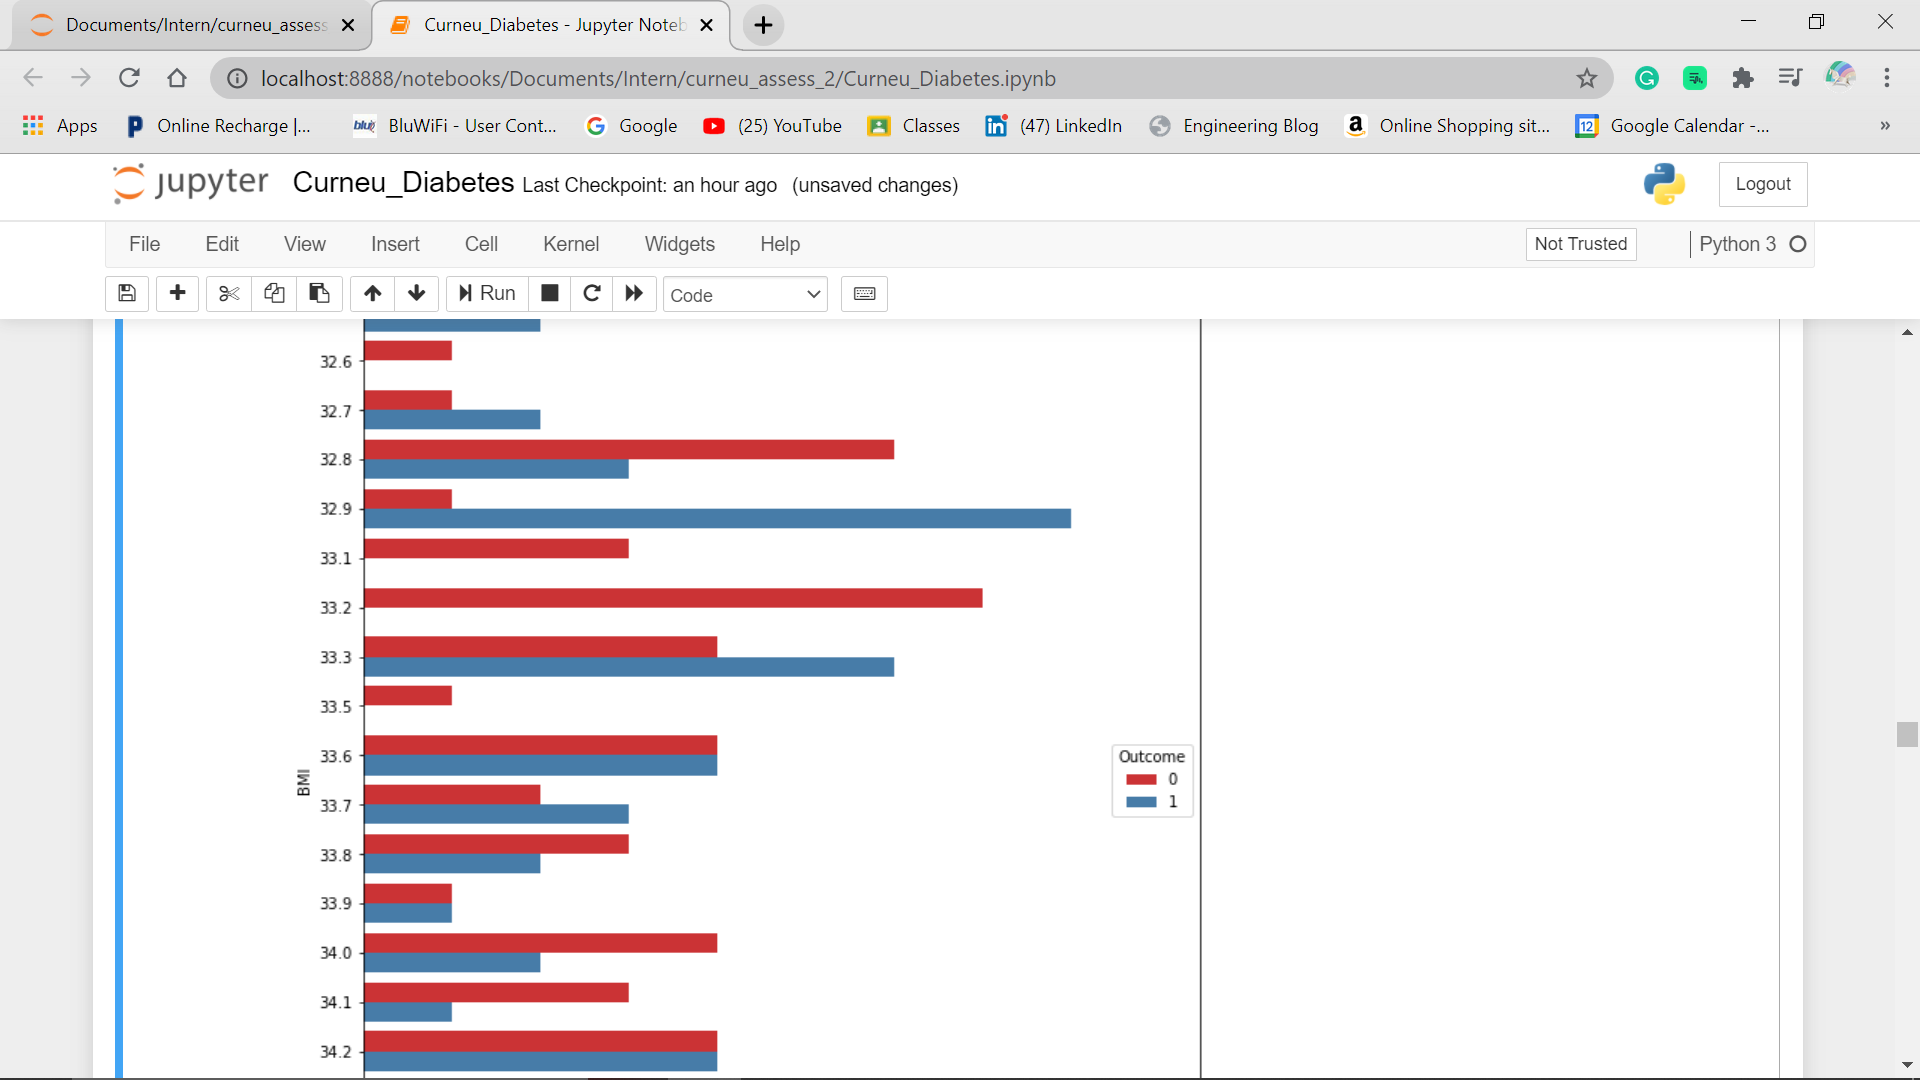 Documents/Intern/curneu_assess
Curneu_Diabetes - Jupyter Noteb
localhost:8888/notebooks/Documents/Intern/curneu_assess_2/Curneu_Diabetes.ipynb
Apps Online Recharge |... BluWiFi - User Cont... Google (25) YouTube Classes (47) LinkedIn Engineering Blog Online Shopping sit... Google Calendar -... »
jupyter Curneu_Diabetes Last Checkpoint: an hour ago (unsaved changes) Logout
File Edit View Insert Cell Kernel Widgets Help Not Trusted Python 3
Run Code
32.6
32.7
32.8
32.9
33.1
33.2
33.3
33.5
33.6
33.7
33.8
33.9
34.0
34.1
34.2
BMI
Outcome
0
1